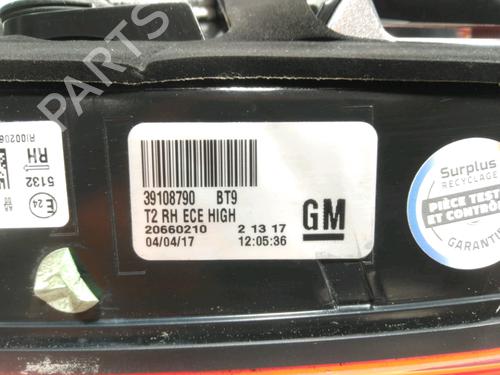 PARTS
39108790 BT9
T2 RH ECE HIGH
20660210 2 13 17
04/04/17 12:05:36
GM
RH
5132
E 24
Surplus
RECYCLAGE
PIÈCE TESTÉE
ET CONTRÔLÉE
GARANTIE